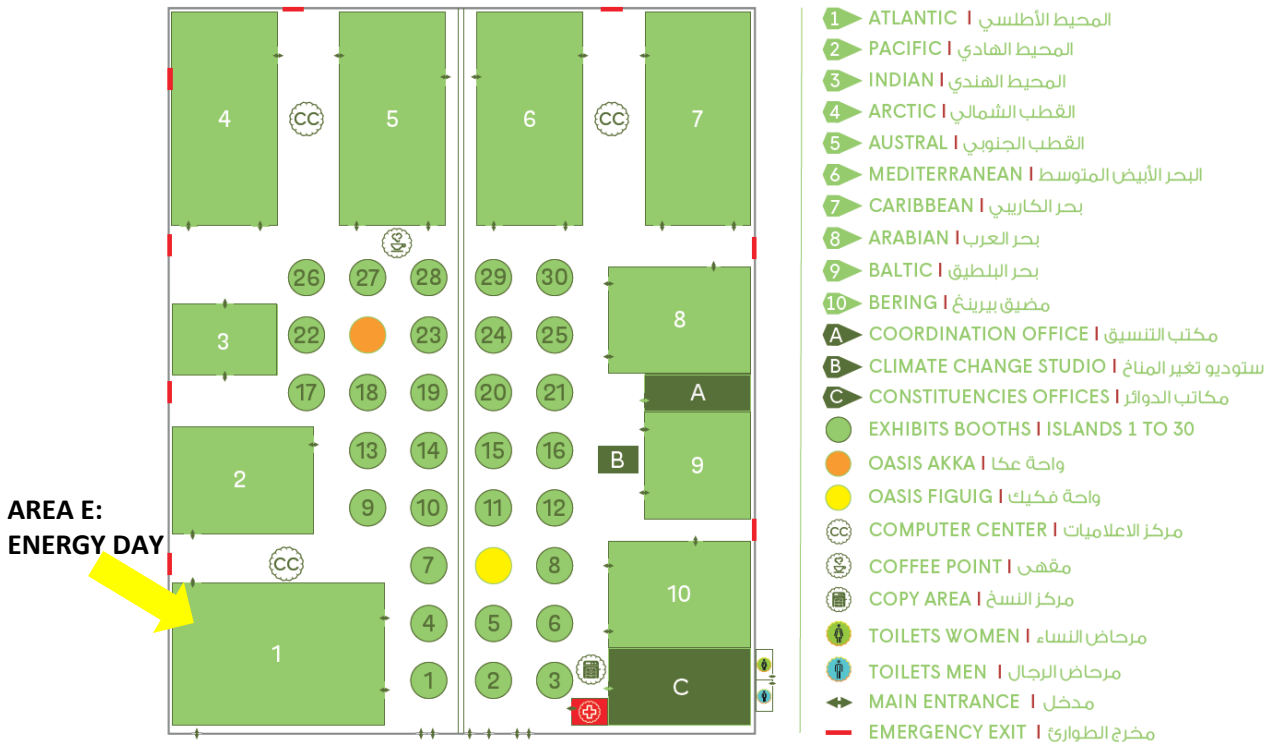 4
5
6
7
CC
CC
26 27 28 29 30
3
22 23 24 25
8
17 18 19 20 21
A
13 14 15 16
B
9
2
9 10 11 12
AREA E:
ENERGY DAY
CC
7 8
10
1
4 5 6
1 2 3
C
1 ATLANTIC | المحيط الأطلسي
2 PACIFIC | المحيط الهادي
3 INDIAN | المحيط الهندي
4 ARCTIC | القطب الشمالي
5 AUSTRAL | القطب الجنوبي
6 MEDITERRANEAN | البحر الأبيض المتوسط
7 CARIBBEAN | بحر الكاريبي
8 ARABIAN | بحر العرب
9 BALTIC | بحر البلطيق
10 BERING | مضيق بيرينغ
A COORDINATION OFFICE | مكتب التنسيق
B CLIMATE CHANGE STUDIO | ستوديو تغير المناخ
C CONSTITUENCIES OFFICES | مكاتب الدوائر
EXHIBITS BOOTHS | ISLANDS 1 TO 30
OASIS AKKA | واحة عكا
OASIS FIGUIG | واحة فكيك
CC COMPUTER CENTER | مركز الاعلاميات
COFFEE POINT | مقهى
COPY AREA | مركز النسخ
TOILETS WOMEN | مرحاض النساء
TOILETS MEN | مرحاض الرجال
MAIN ENTRANCE | مدخل
EMERGENCY EXIT | مخرج الطوارئ